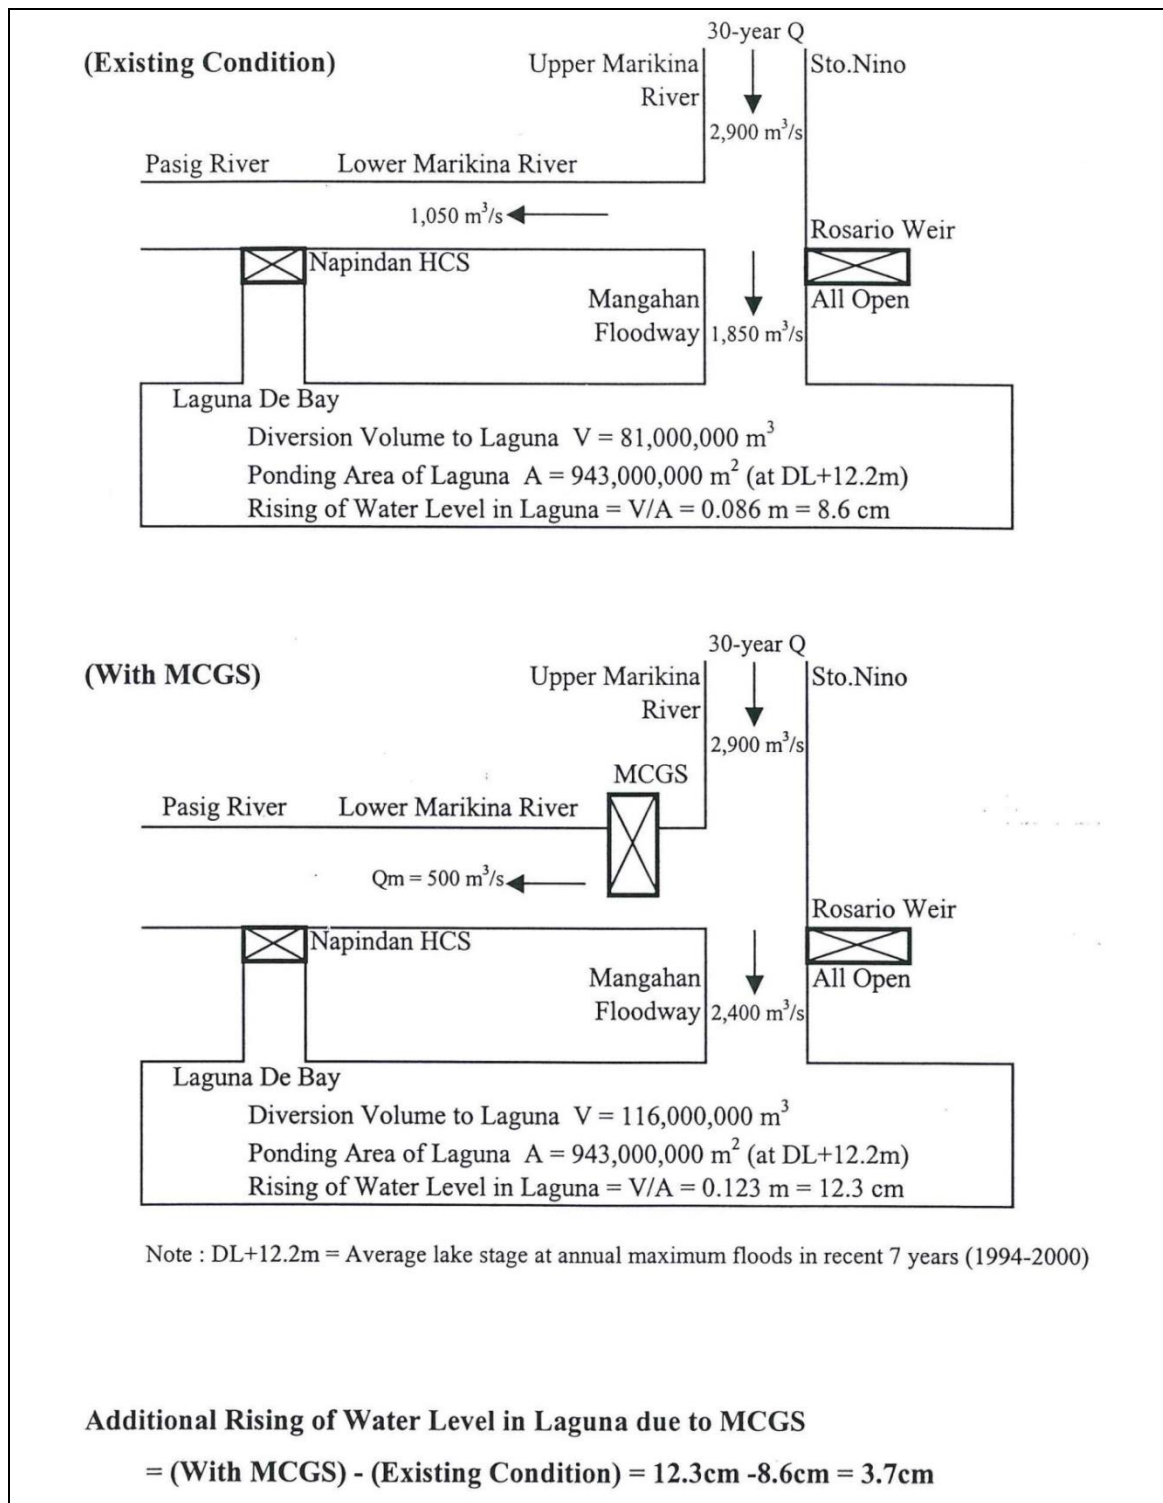 30-year Q
(Existing Condition)
Upper Marikina
River
Sto.Nino
2,900 m³/s
Pasig River
Lower Marikina River
1,050 m³/s
Rosario Weir
Napindan HCS
Mangahan
Floodway
1,850 m³/s
All Open
Laguna De Bay
Diversion Volume to Laguna V = 81,000,000 m³
Ponding Area of Laguna A = 943,000,000 m² (at DL+12.2m)
Rising of Water Level in Laguna = V/A = 0.086 m = 8.6 cm
30-year Q
(With MCGS)
Upper Marikina
River
Sto.Nino
2,900 m³/s
MCGS
Pasig River
Lower Marikina River
Qm = 500 m³/s
Rosario Weir
Napindan HCS
Mangahan
Floodway
2,400 m³/s
All Open
Laguna De Bay
Diversion Volume to Laguna V = 116,000,000 m³
Ponding Area of Laguna A = 943,000,000 m² (at DL+12.2m)
Rising of Water Level in Laguna = V/A = 0.123 m = 12.3 cm
Note : DL+12.2m = Average lake stage at annual maximum floods in recent 7 years (1994-2000)
Additional Rising of Water Level in Laguna due to MCGS
= (With MCGS) - (Existing Condition) = 12.3cm -8.6cm = 3.7cm